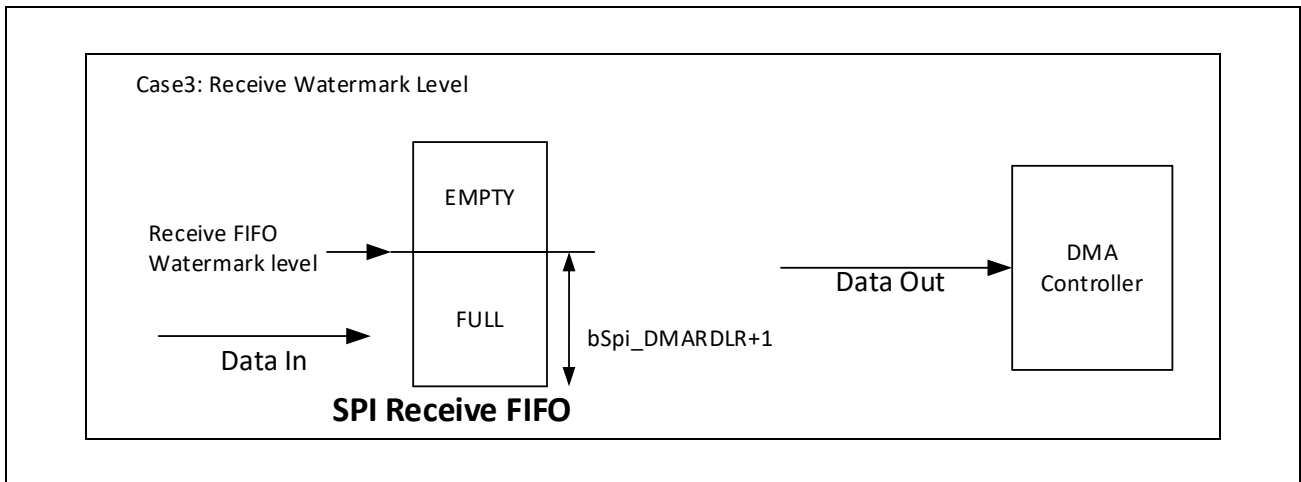 Case3: Receive Watermark Level
EMPTY
Receive FIFO
Watermark level
DMA
Controller
Data Out
FULL
bSpi_DMARDLR+1
Data In
SPI Receive FIFO